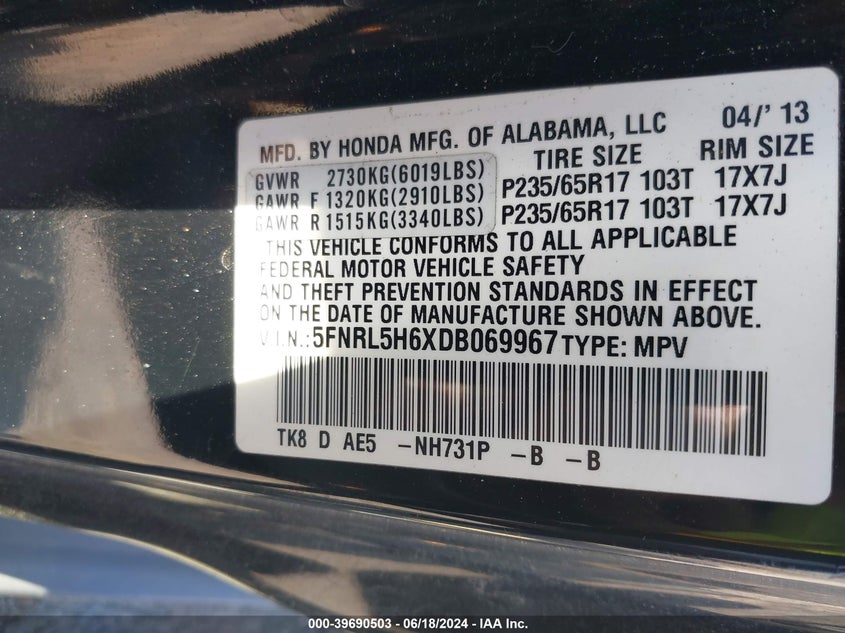 MFD. BY HONDA MFG. OF ALABAMA, LLC 04/' 13
TIRE SIZE RIM SIZE
GVWR 2730KG(6019LBS)
GAWR F 1320KG(2910LBS) P235/65R17 103T 17X7J
GAWR R 1515KG(3340LBS) P235/65R17 103T 17X7J
THIS VEHICLE CONFORMS TO ALL APPLICABLE
FEDERAL MOTOR VEHICLE SAFETY
AND THEFT PREVENTION STANDARDS IN EFFECT
ON THE DATE OF MANUFACTURE SHOWN ABOVE.
V.I.N.: 5FNRL5H6XDB069967 TYPE: MPV
TK8 D AE5 -NH731P -B -B
000-39690503 - 06/18/2024 - IAA Inc.